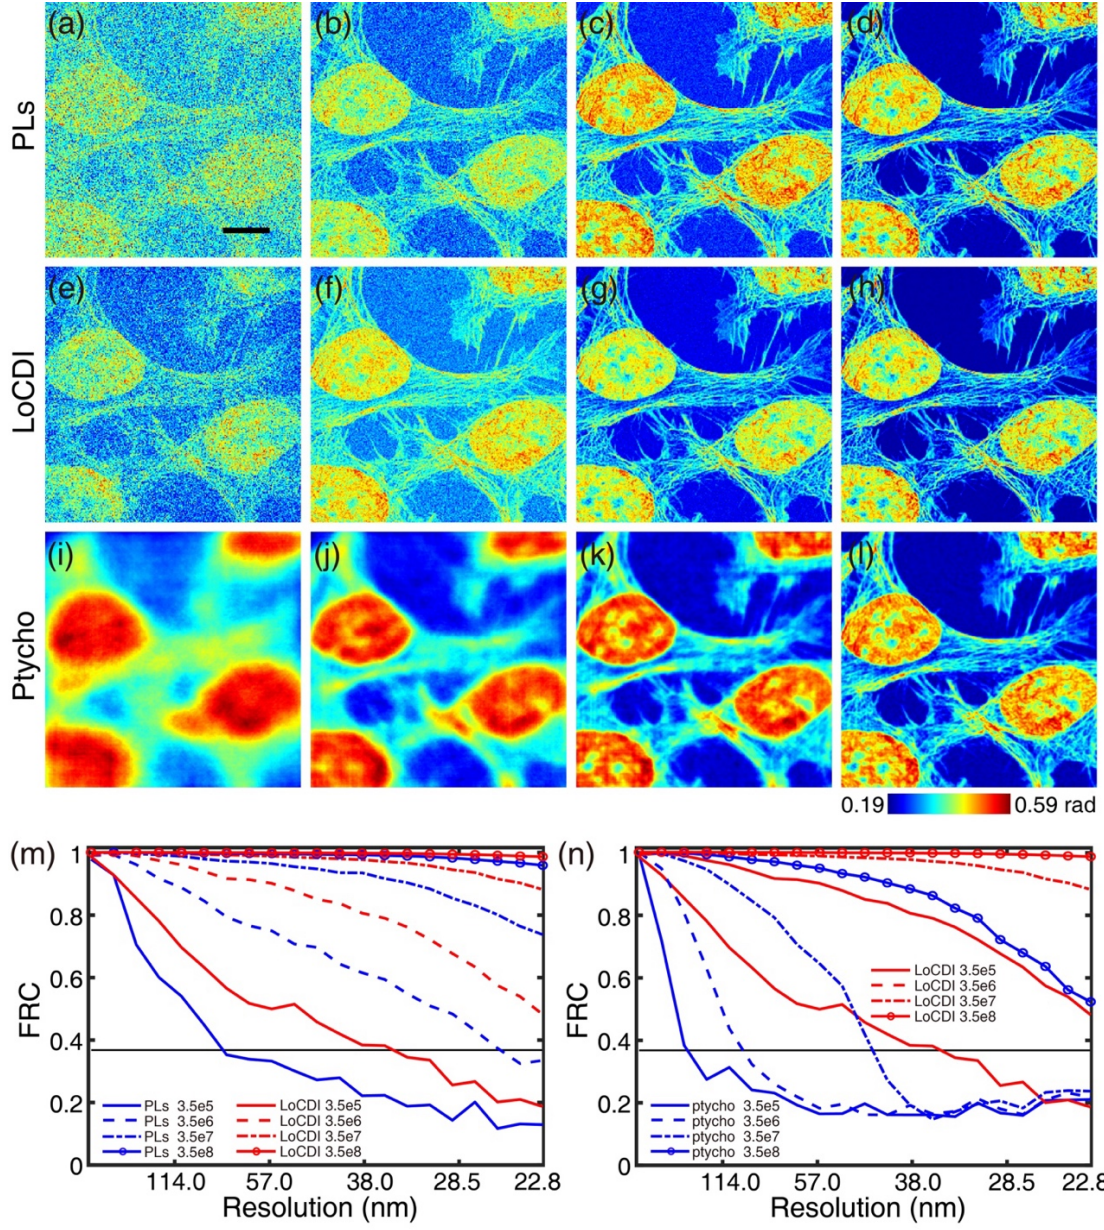 (a) (b) (c) (d)
PLs
(e) (f) (g) (h)
LoCDI
(i) (j) (k) (l)
Ptycho
0.19 0.59 rad
(m)
1
0.8
0.6
0.4
0.2
0
FRC
PLs 3.5e5
PLs 3.5e6
PLs 3.5e7
PLs 3.5e8
LoCDI 3.5e5
LoCDI 3.5e6
LoCDI 3.5e7
LoCDI 3.5e8
114.0 57.0 38.0 28.5 22.8
Resolution (nm)
(n)
1
0.8
0.6
0.4
0.2
0
FRC
LoCDI 3.5e5
LoCDI 3.5e6
LoCDI 3.5e7
LoCDI 3.5e8
ptycho 3.5e5
ptycho 3.5e6
ptycho 3.5e7
ptycho 3.5e8
114.0 57.0 38.0 28.5 22.8
Resolution (nm)